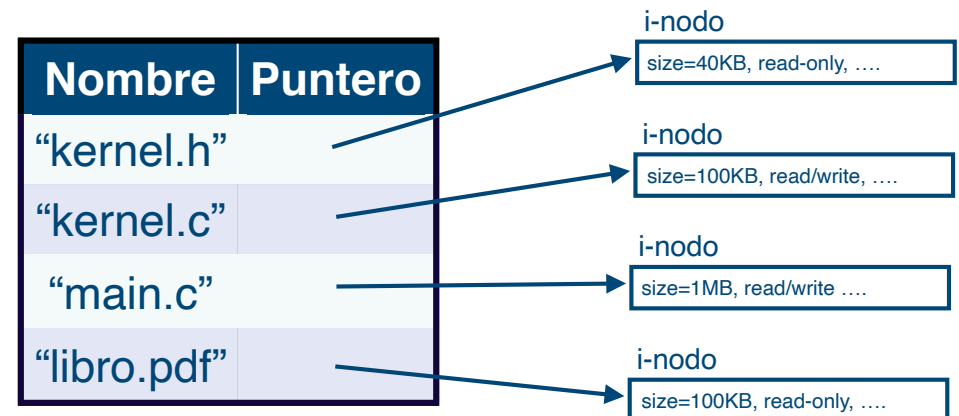 Nombre Puntero
“kernel.h”
“kernel.c”
“main.c”
“libro.pdf”
i-nodo
size=40KB, read-only, ….
i-nodo
size=100KB, read/write, ….
i-nodo
size=1MB, read/write ….
i-nodo
size=100KB, read-only, ….